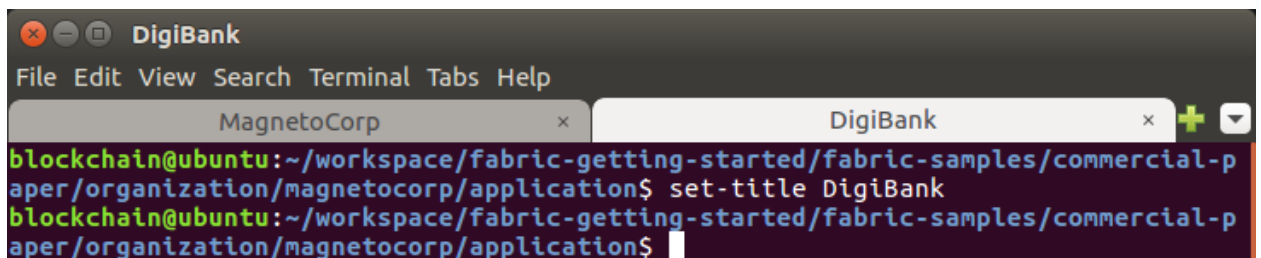 DigiBank
File Edit View Search Terminal Tabs Help
MagnetoCorp × DigiBank ×
blockchain@ubuntu:~/workspace/fabric-getting-started/fabric-samples/commercial-p
aper/organization/magnetocorp/application$ set-title DigiBank
blockchain@ubuntu:~/workspace/fabric-getting-started/fabric-samples/commercial-p
aper/organization/magnetocorp/application$